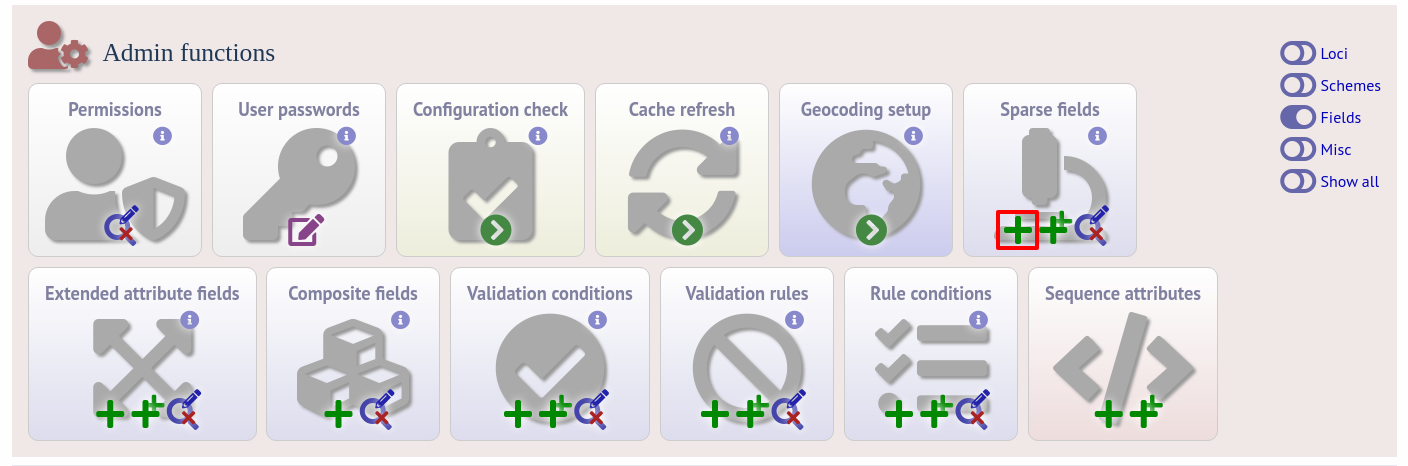 Admin functions
Permissions
User passwords
Configuration check
Cache refresh
Geocoding setup
Sparse fields
Extended attribute fields
Composite fields
Validation conditions
Validation rules
Rule conditions
Sequence attributes
Loci
Schemes
Fields
Misc
Show all